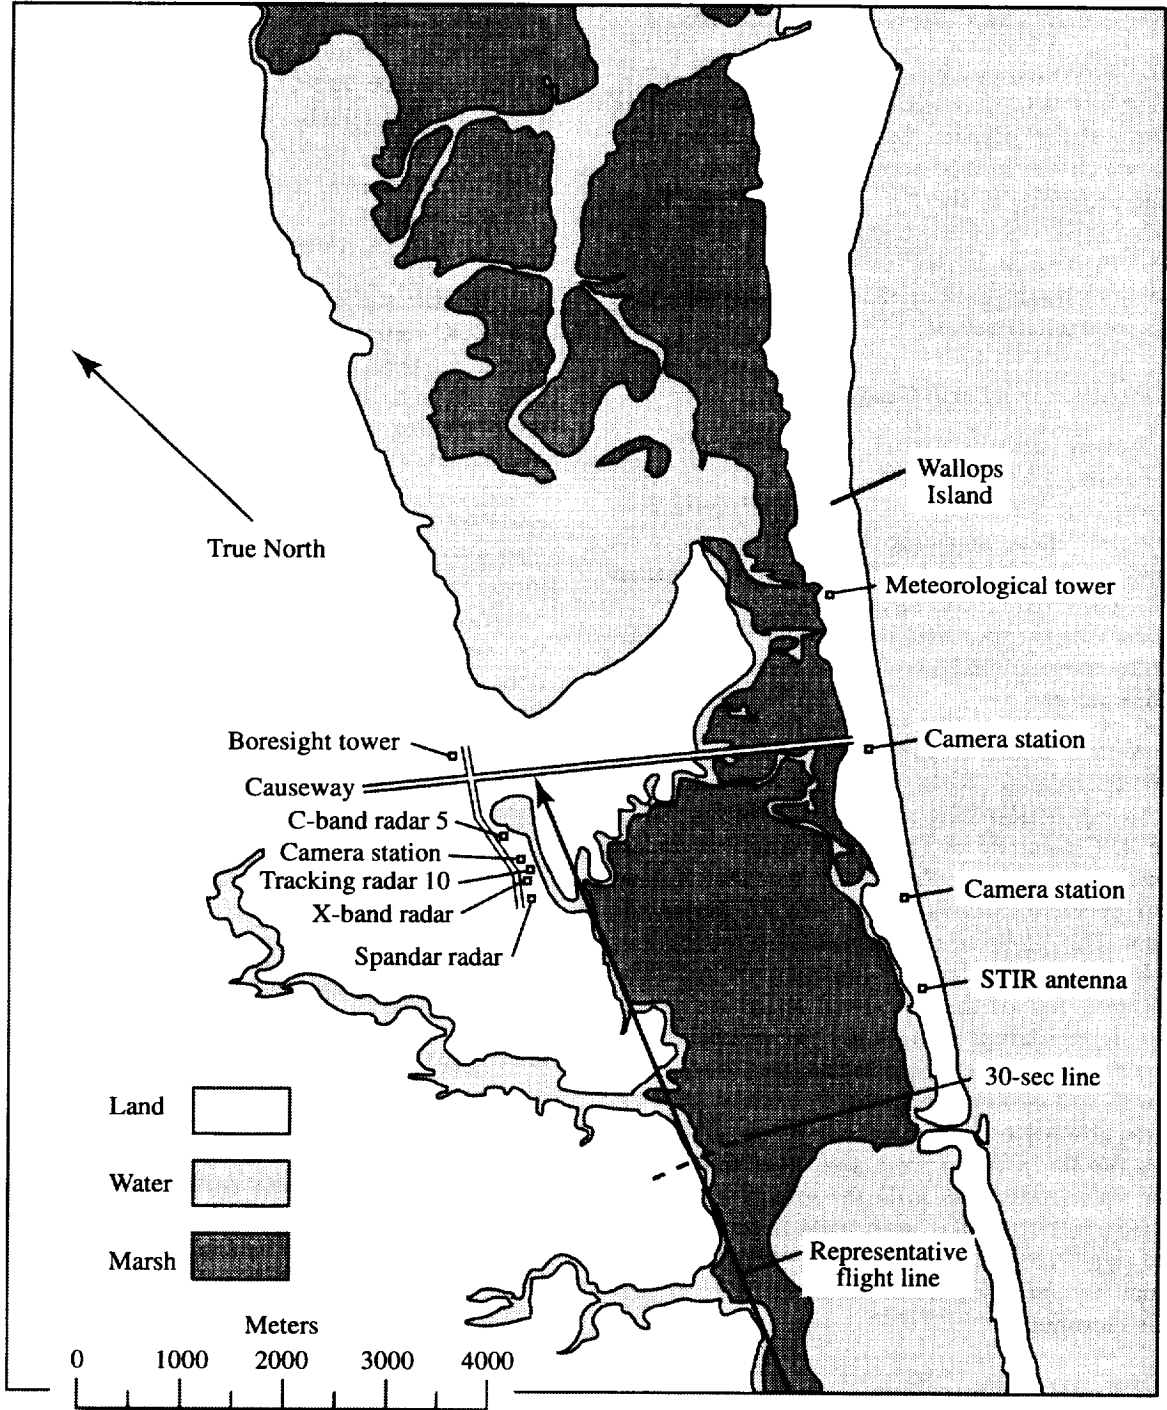 Wallops
Island
True North
Meteorological tower
Boresight tower
Camera station
Causeway
C-band radar 5
Camera station
Tracking radar 10
X-band radar
Camera station
Spandar radar
STIR antenna
30-sec line
Land
Water
Marsh
Representative
flight line
Meters
0 1000 2000 3000 4000